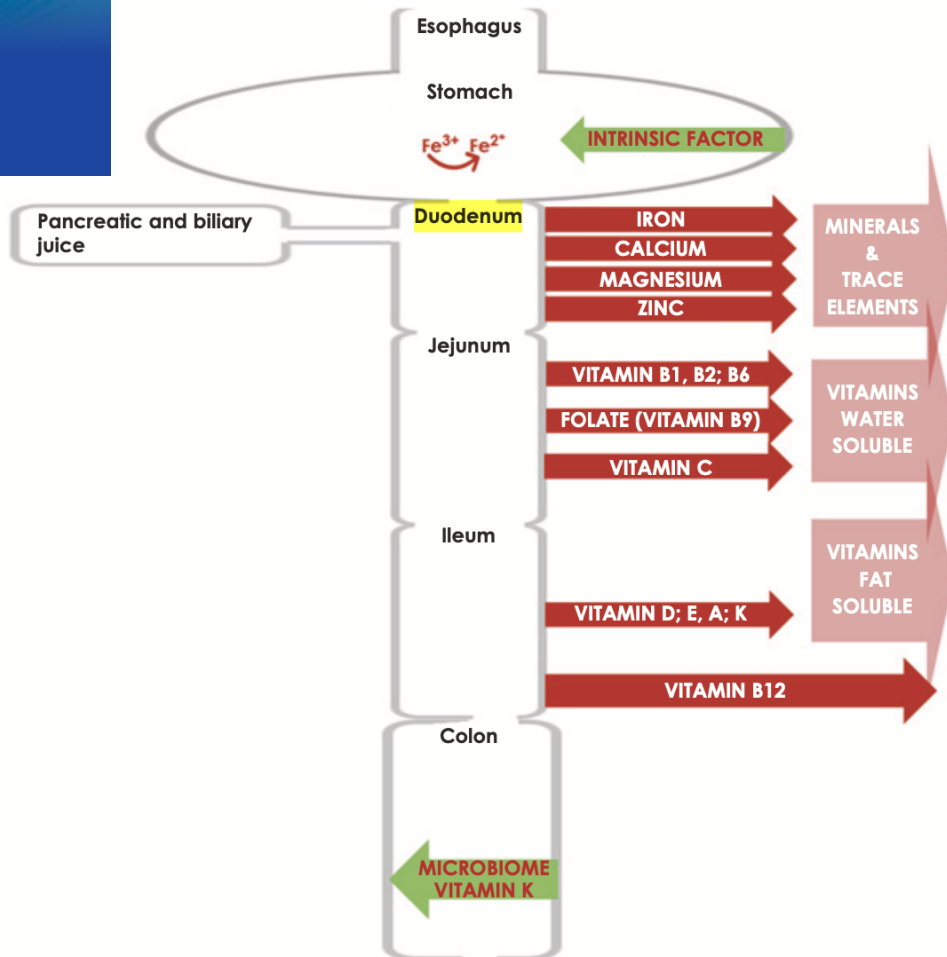 Esophagus
Stomach
Fe³⁺ Fe²⁺
INTRINSIC FACTOR
Pancreatic and biliary
juice
Duodenum
IRON
CALCIUM
MAGNESIUM
ZINC
MINERALS
&
TRACE
ELEMENTS
Jejunum
VITAMIN B1, B2; B6
FOLATE (VITAMIN B9)
VITAMIN C
VITAMINS
WATER
SOLUBLE
Ileum
VITAMIN D; E, A; K
VITAMINS
FAT
SOLUBLE
VITAMIN B12
Colon
MICROBIOME
VITAMIN K